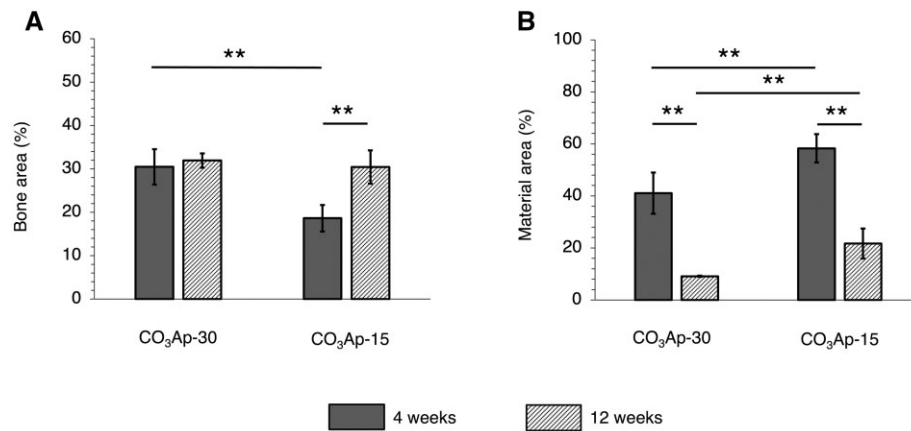 A
Bone area (%)
60
50
40
30
20
10
0
**
**
CO₃Ap-30
CO₃Ap-15
B
Material area (%)
100
80
60
40
20
0
**
**
**
**
CO₃Ap-30
CO₃Ap-15
4 weeks
12 weeks